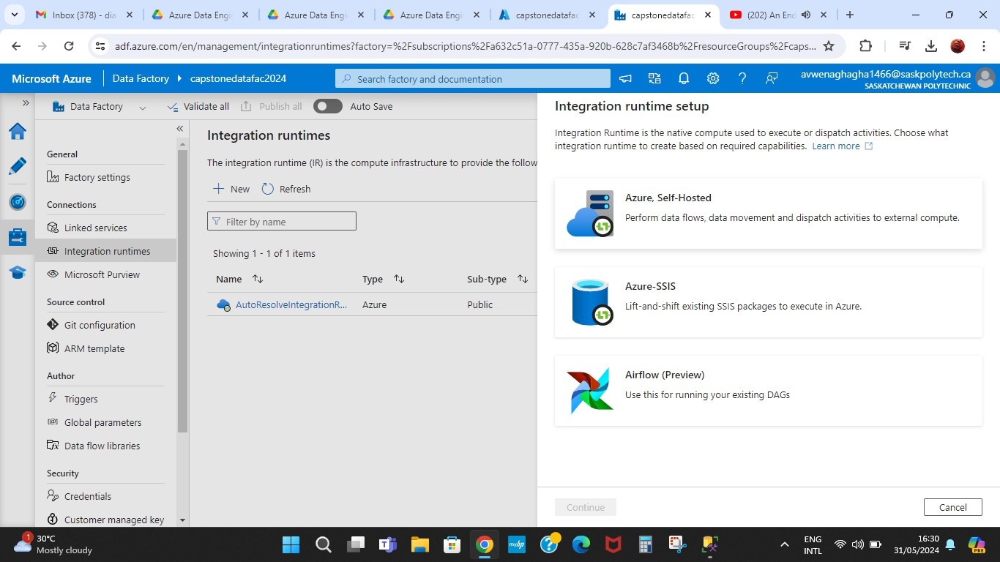 Inbox (378) - dia
Azure Data Engi
Azure Data Engi
Azure Data Engi
capstonedatafac
capstonedatafac
(202) An End
adf.azure.com/en/management/integrationruntimes?factory=%2Fsubscriptions%2Fa632c51a-0777-435a-920b-628c7af3468b%2FresourceGroups%2Fcaps...
Microsoft Azure
Data Factory
capstonedatafac2024
Search factory and documentation
avwenaghagha1466@saskpolytech.ca
SASKATCHEWAN POLYTECHNIC
Data Factory
Validate all
Publish all
Auto Save
General
Factory settings
Connections
Linked services
Integration runtimes
Microsoft Purview
Source control
Git configuration
ARM template
Author
Triggers
Global parameters
Data flow libraries
Security
Credentials
Customer managed key
Integration runtimes
The integration runtime (IR) is the compute infrastructure to provide the follow
New
Refresh
Filter by name
Showing 1 - 1 of 1 items
Name
Type
Sub-type
AutoResolveIntegrationR...
Azure
Public
Integration runtime setup
Integration Runtime is the native compute used to execute or dispatch activities. Choose what
integration runtime to create based on required capabilities. Learn more
Azure, Self-Hosted
Perform data flows, data movement and dispatch activities to external compute.
Azure-SSIS
Lift-and-shift existing SSIS packages to execute in Azure.
Airflow (Preview)
Use this for running your existing DAGs
Continue
Cancel
1
30°C
Mostly cloudy
myhp
PRE
ENG
INTL
16:30
31/05/2024